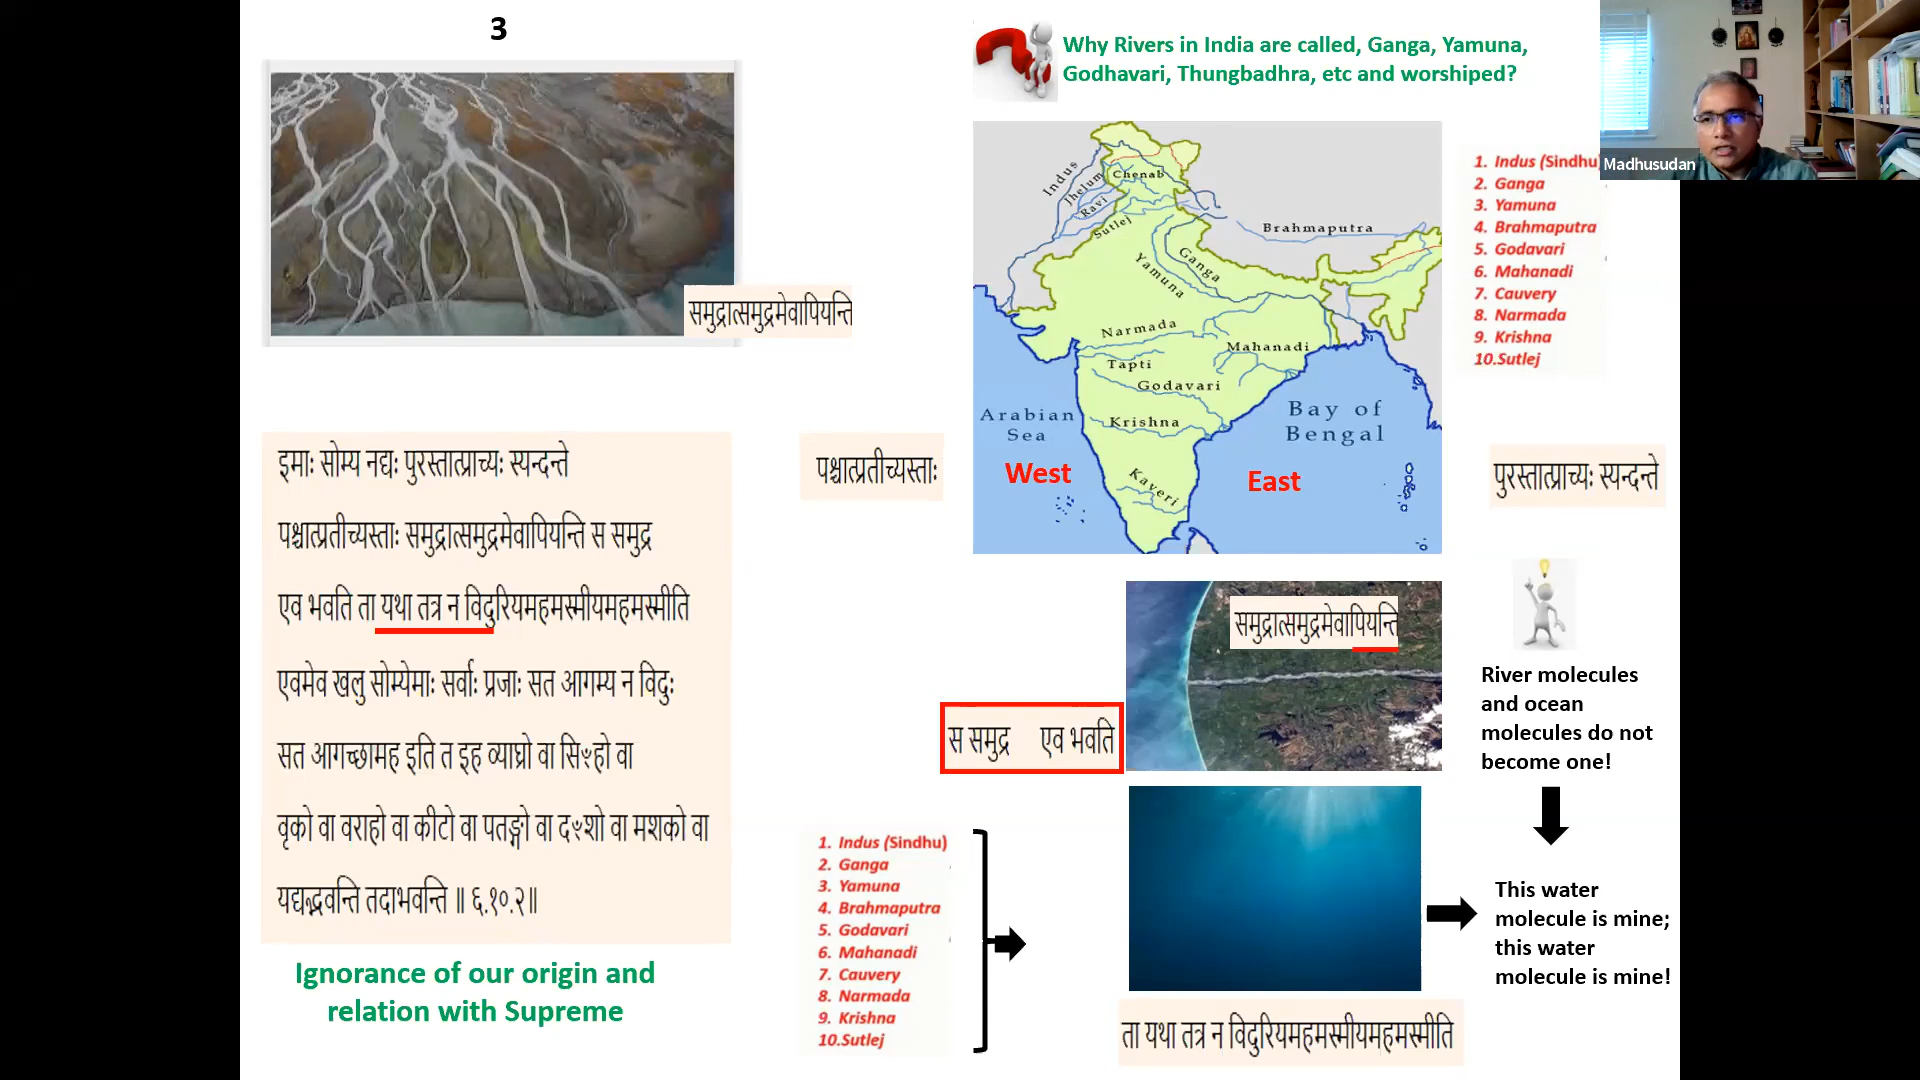 3
समुद्रात्समुद्रमेवापियन्ति
Why Rivers in India are called, Ganga, Yamuna,
Godhavari, Thungbadhra, etc and worshiped?
Madhusudan
Indus
Jhelum
Chenab
Ravi
Sutlej
Brahmaputra
Ganga
Yamuna
Narmada
Mahanadi
Tapti
Godavari
Krishna
Kaveri
Arabian
Sea
Bay of
Bengal
West
East
1. Indus (Sindhu)
2. Ganga
3. Yamuna
4. Brahmaputra
5. Godavari
6. Mahanadi
7. Cauvery
8. Narmada
9. Krishna
10.Sutlej
इमाः सोम्य नद्यः पुरस्तात्प्राच्यः स्यन्दन्ते
पश्चात्प्रतीच्यस्ताः समुद्रात्समुद्रमेवापियन्ति स समुद्र
एव भवति ता यथा तत्र न विदुरियमहमस्मीयमहमस्मीति
एवमेव खलु सोम्येमाः सर्वाः प्रजाः सत आगम्य न विदुः
सत आगच्छामह इति त इह व्याघ्रो वा सिꣳहो वा
वृको वा वराहो वा कीटो वा पतङ्गो वा दꣳशो वा मशको वा
यद्यद्भवन्ति तदाभवन्ति ॥ ६.१०.२॥
Ignorance of our origin and
relation with Supreme
पश्चात्प्रतीच्यस्ताः
पुरस्तात्प्राच्यः स्यन्दन्ते
समुद्रात्समुद्रमेवापियन्ति
स समुद्र एव भवति
River molecules
and ocean
molecules do not
become one!
1. Indus (Sindhu)
2. Ganga
3. Yamuna
4. Brahmaputra
5. Godavari
6. Mahanadi
7. Cauvery
8. Narmada
9. Krishna
10.Sutlej
This water
molecule is mine;
this water
molecule is mine!
ता यथा तत्र न विदुरियमहमस्मीयमहमस्मीति